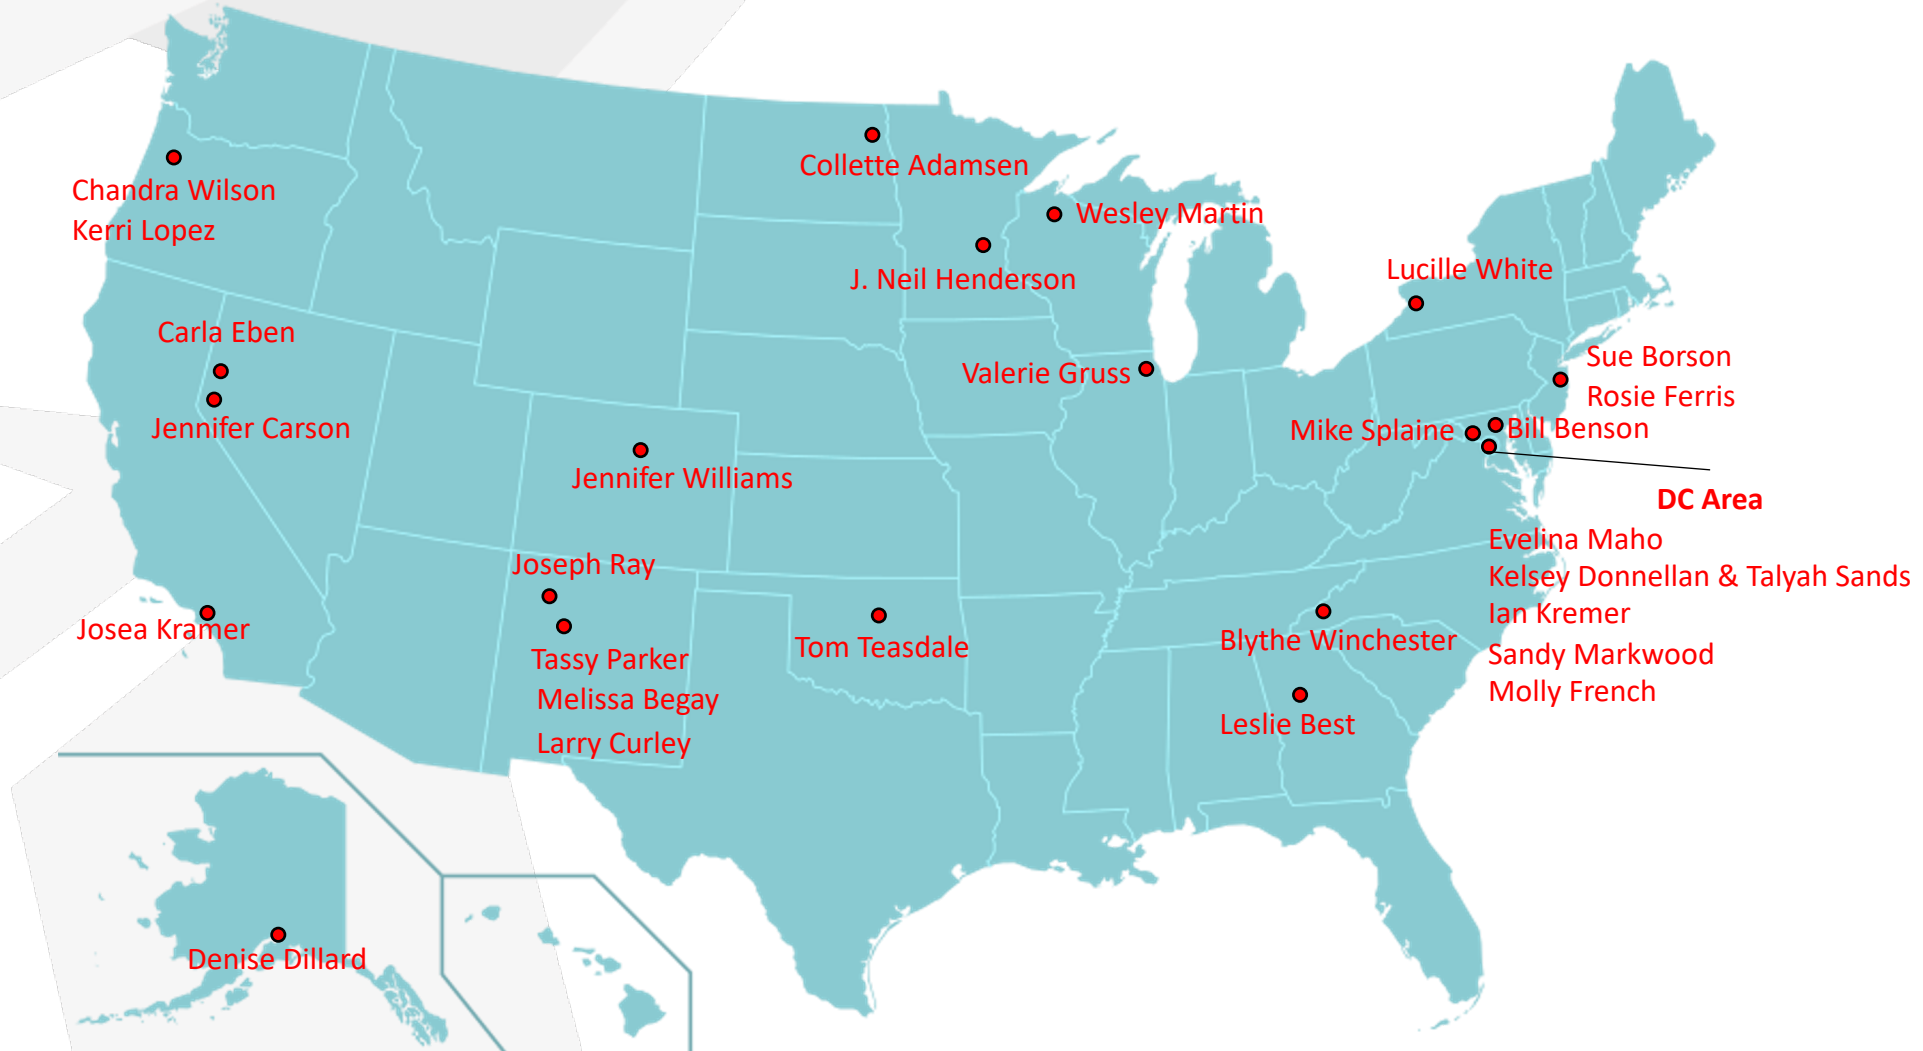 Collette Adamsen
Chandra Wilson
Kerri Lopez
Wesley Martin
J. Neil Henderson
Lucille White
Carla Eben
Jennifer Carson
Valerie Gruss
Sue Borson
Rosie Ferris
Mike Splaine
Bill Benson
Jennifer Williams
DC Area
Evelina Maho
Kelsey Donnellan & Talyah Sands
Ian Kremer
Sandy Markwood
Molly French
Joseph Ray
Tassy Parker
Melissa Begay
Larry Curley
Josea Kramer
Tom Teasdale
Blythe Winchester
Leslie Best
Denise Dillard